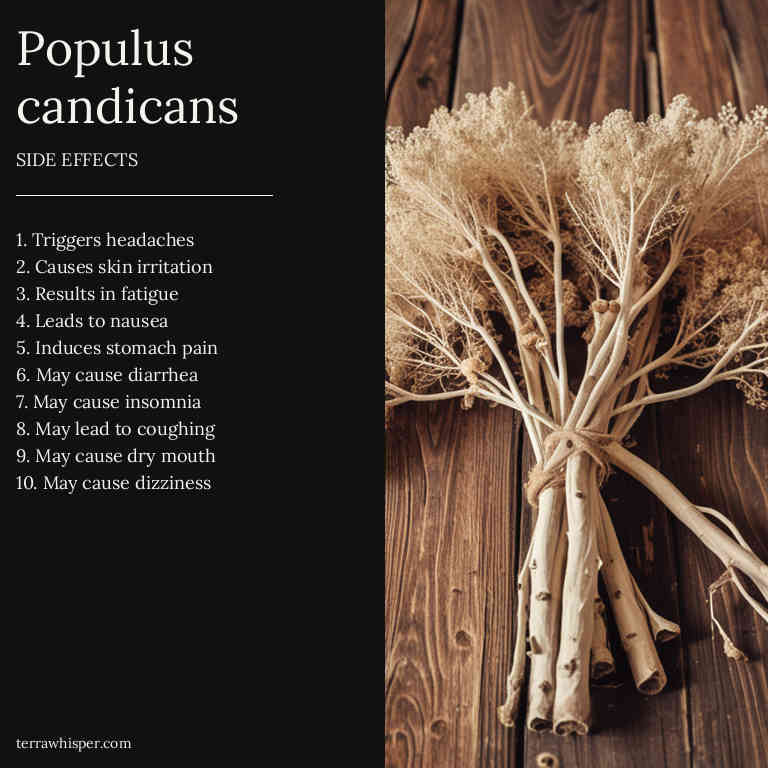 Populus
candicans
SIDE EFFECTS
1. Triggers headaches
2. Causes skin irritation
3. Results in fatigue
4. Leads to nausea
5. Induces stomach pain
6. May cause diarrhea
7. May cause insomnia
8. May lead to coughing
9. May cause dry mouth
10. May cause dizziness
terrawhisper.com